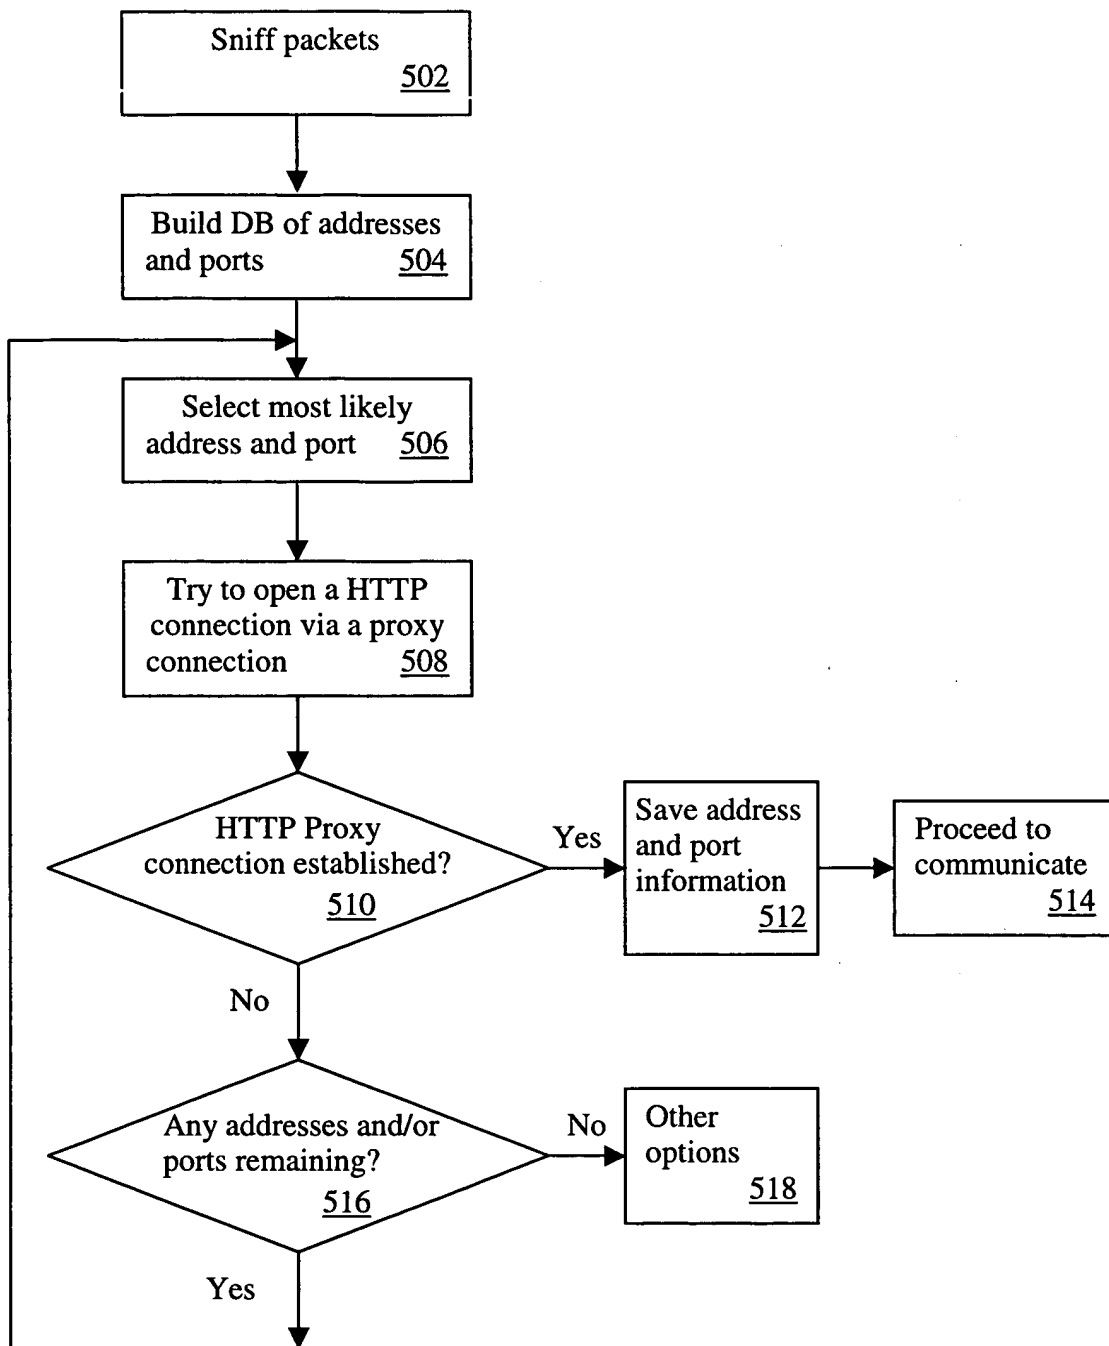 Sniff packets
502
Build DB of addresses
and ports 504
Select most likely
address and port 506
Try to open a HTTP
connection via a proxy
connection 508
HTTP Proxy
connection established?
510
Yes
Save address
and port
information
512
Proceed to
communicate
514
No
Any addresses and/or
ports remaining?
516
No
Other
options
518
Yes